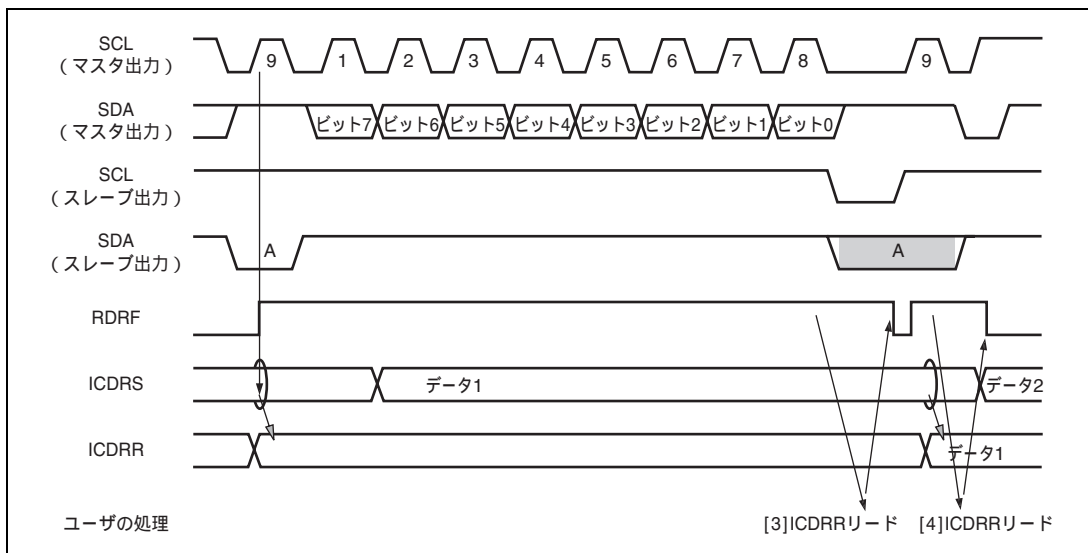 SCL
（マスタ出力）
9 1 2 3 4 5 6 7 8 9
SDA
（マスタ出力）
ビット7 ビット6 ビット5 ビット4 ビット3 ビット2 ビット1 ビット0
SCL
（スレーブ出力）
SDA
（スレーブ出力）
A A
RDRF
ICDRS
データ1 データ2
ICDRR
データ1
ユーザの処理
[3]ICDRRリード [4]ICDRRリード